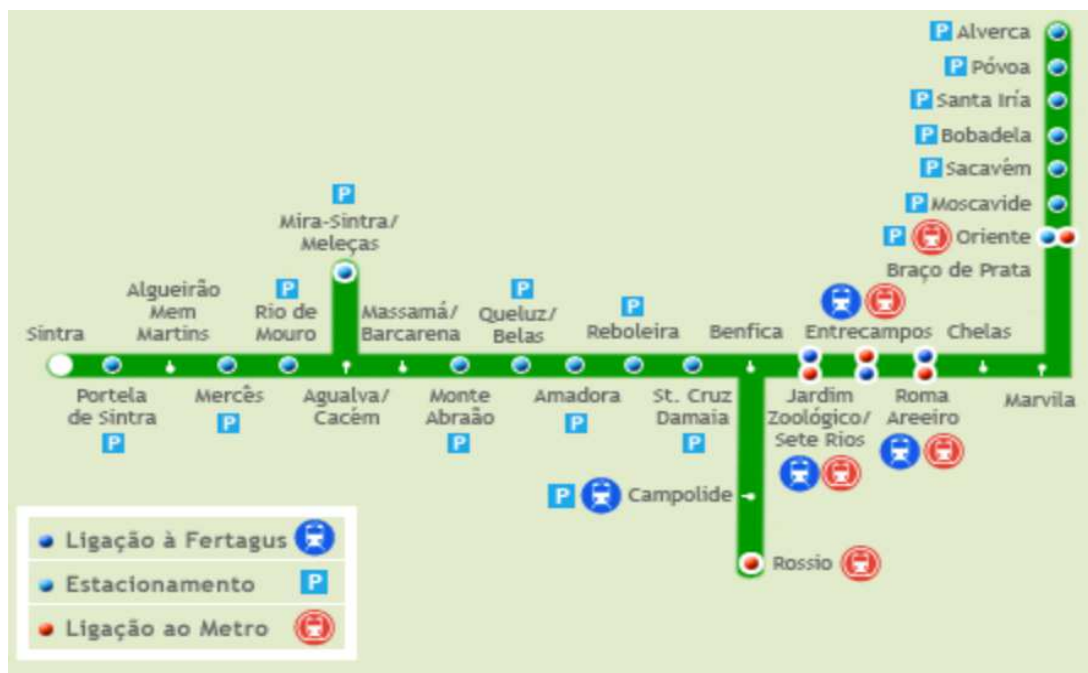 P Alverca
P Póvoa
P Santa Iría
P Bobadela
P Sacavém
P Moscavide
P Oriente
Braço de Prata
P
Mira-Sintra/
Meleças
Sintra
Algueirão
Mem
Martins
P
Rio de
Mouro
Massamá/
Barcarena
P
Queluz/
Belas
P
Reboleira
Benfica
Entrecampos
Chelas
Portela
de Sintra
P
Mercês
P
Agualva/
Cacém
Monte
Abraão
P
Amadora
P
St. Cruz
Damaia
P
Jardim
Zoológico/
Sete Rios
Roma
Areeiro
Marvila
P Campolide
Rossio
Ligação à Fertagus
Estacionamento P
Ligação ao Metro